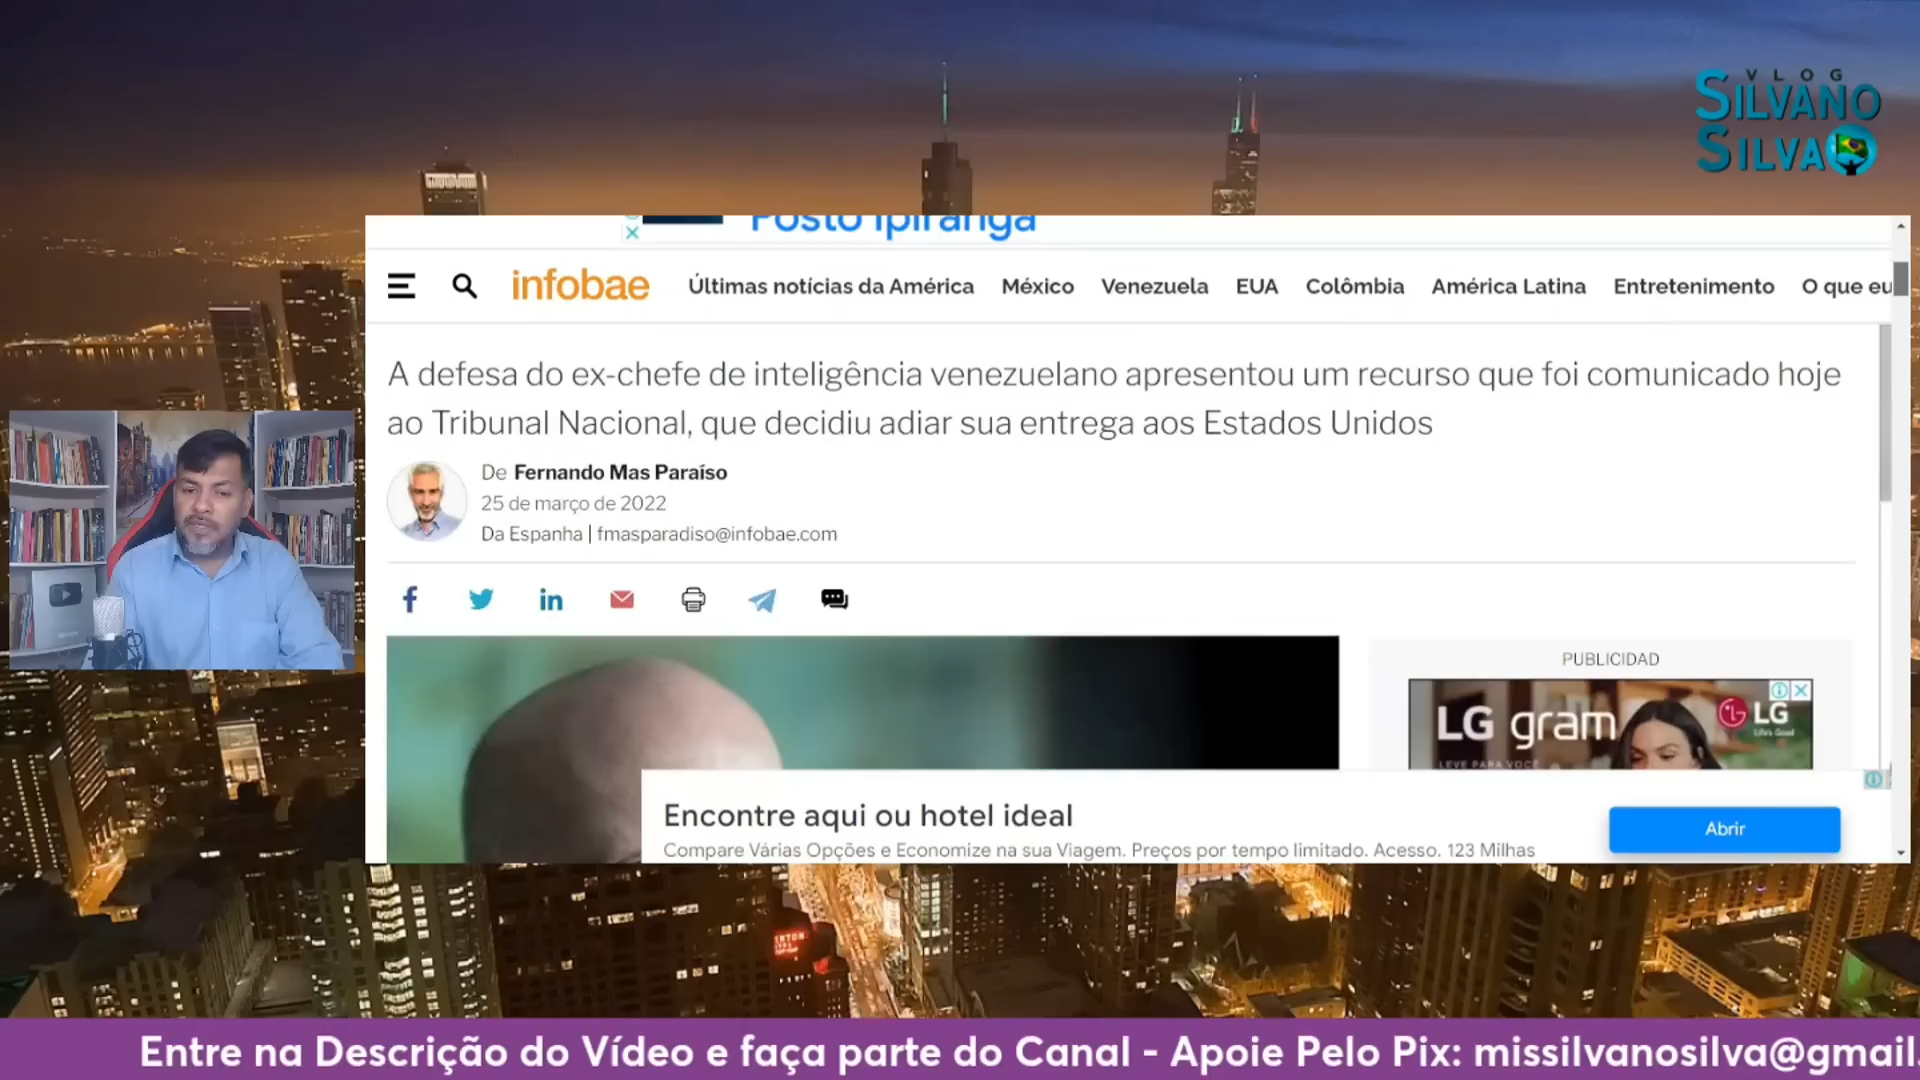 VLOG
SILVANO
SILVA
Posto Ipiranga
infobae Últimas notícias da América México Venezuela EUA Colômbia América Latina Entretenimento O que eu
A defesa do ex-chefe de inteligência venezuelano apresentou um recurso que foi comunicado hoje
ao Tribunal Nacional, que decidiu adiar sua entrega aos Estados Unidos
De Fernando Mas Paraíso
25 de março de 2022
Da Espanha | fmasparadiso@infobae.com
PUBLICIDAD
LG gram LG
Life's Good
LEVE PARA VOCÊ
Encontre aqui ou hotel ideal
Abrir
Compare Várias Opções e Economize na sua Viagem. Preços por tempo limitado. Acesso. 123 Milhas
Entre na Descrição do Vídeo e faça parte do Canal - Apoie Pelo Pix: missilvanosilva@gmail.